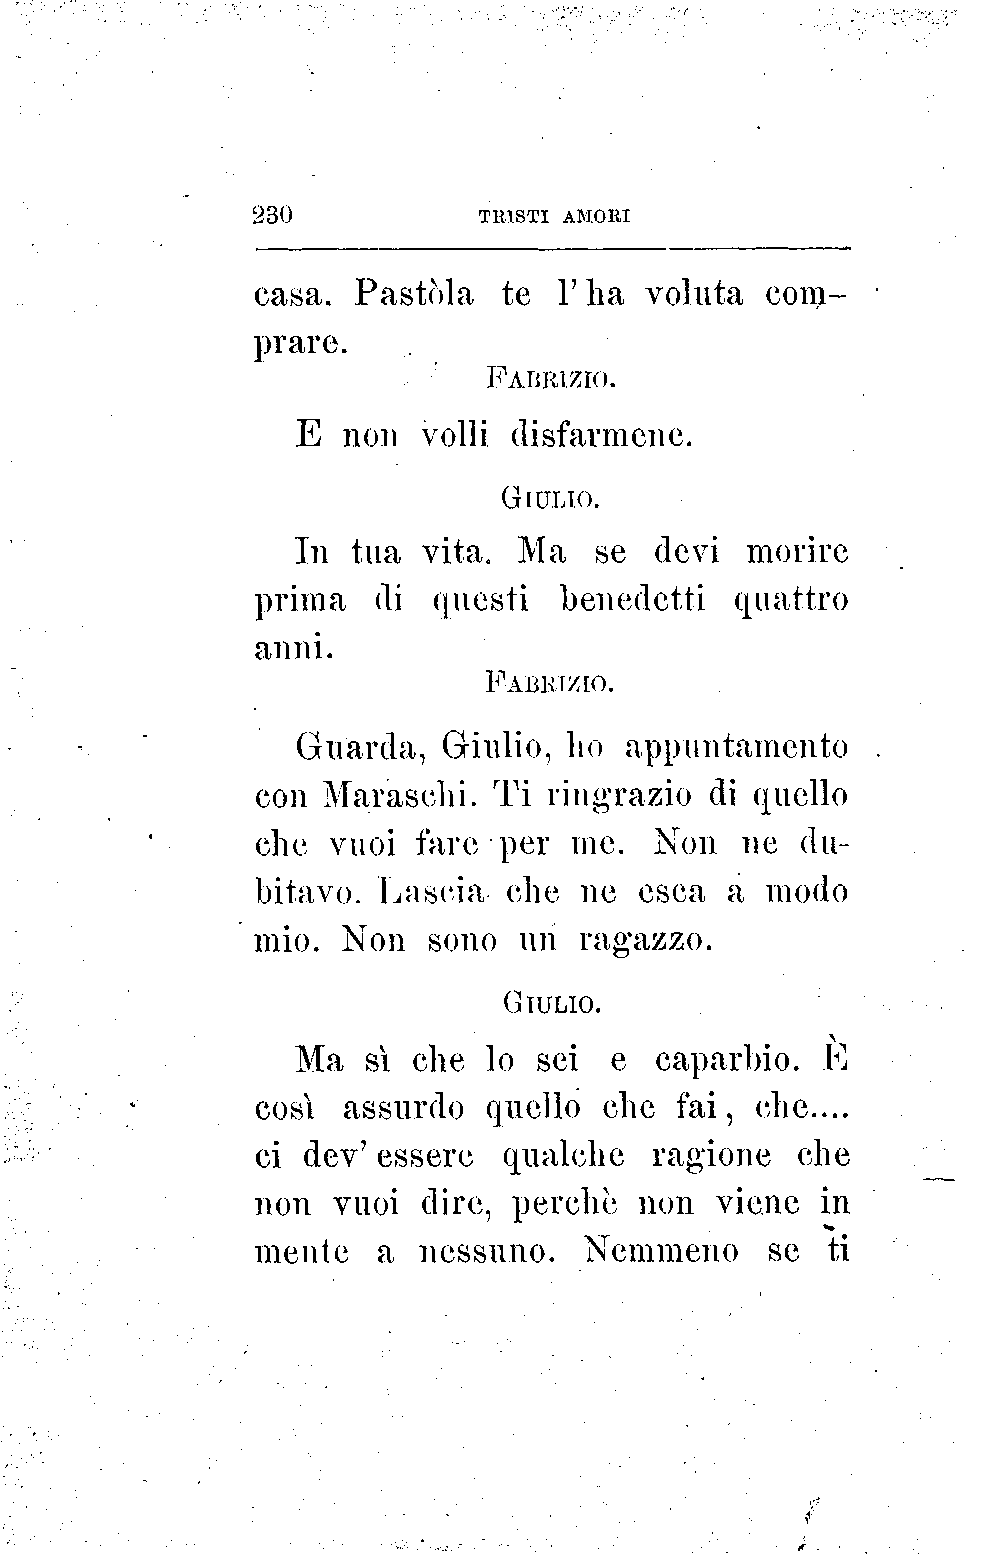 230 TRISTI AMORI
casa. Pastòla te l'ha voluta com-
prare.
FABRIZIO.
E non volli disfarmene.
GIULIO.
In tua vita. Ma se devi morire
prima di questi benedetti quattro
anni.
FABRIZIO.
Guarda, Giulio, ho appuntamento
con Maraschi. Ti ringrazio di quello
che vuoi fare per me. Non ne du-
bitavo. Lascia che ne esca a modo
mio. Non sono un ragazzo.
GIULIO.
Ma sì che lo sei e caparbio. È
così assurdo quello che fai, che....
ci dev'essere qualche ragione che
non vuoi dire, perchè non viene in
mente a nessuno. Nemmeno se ti